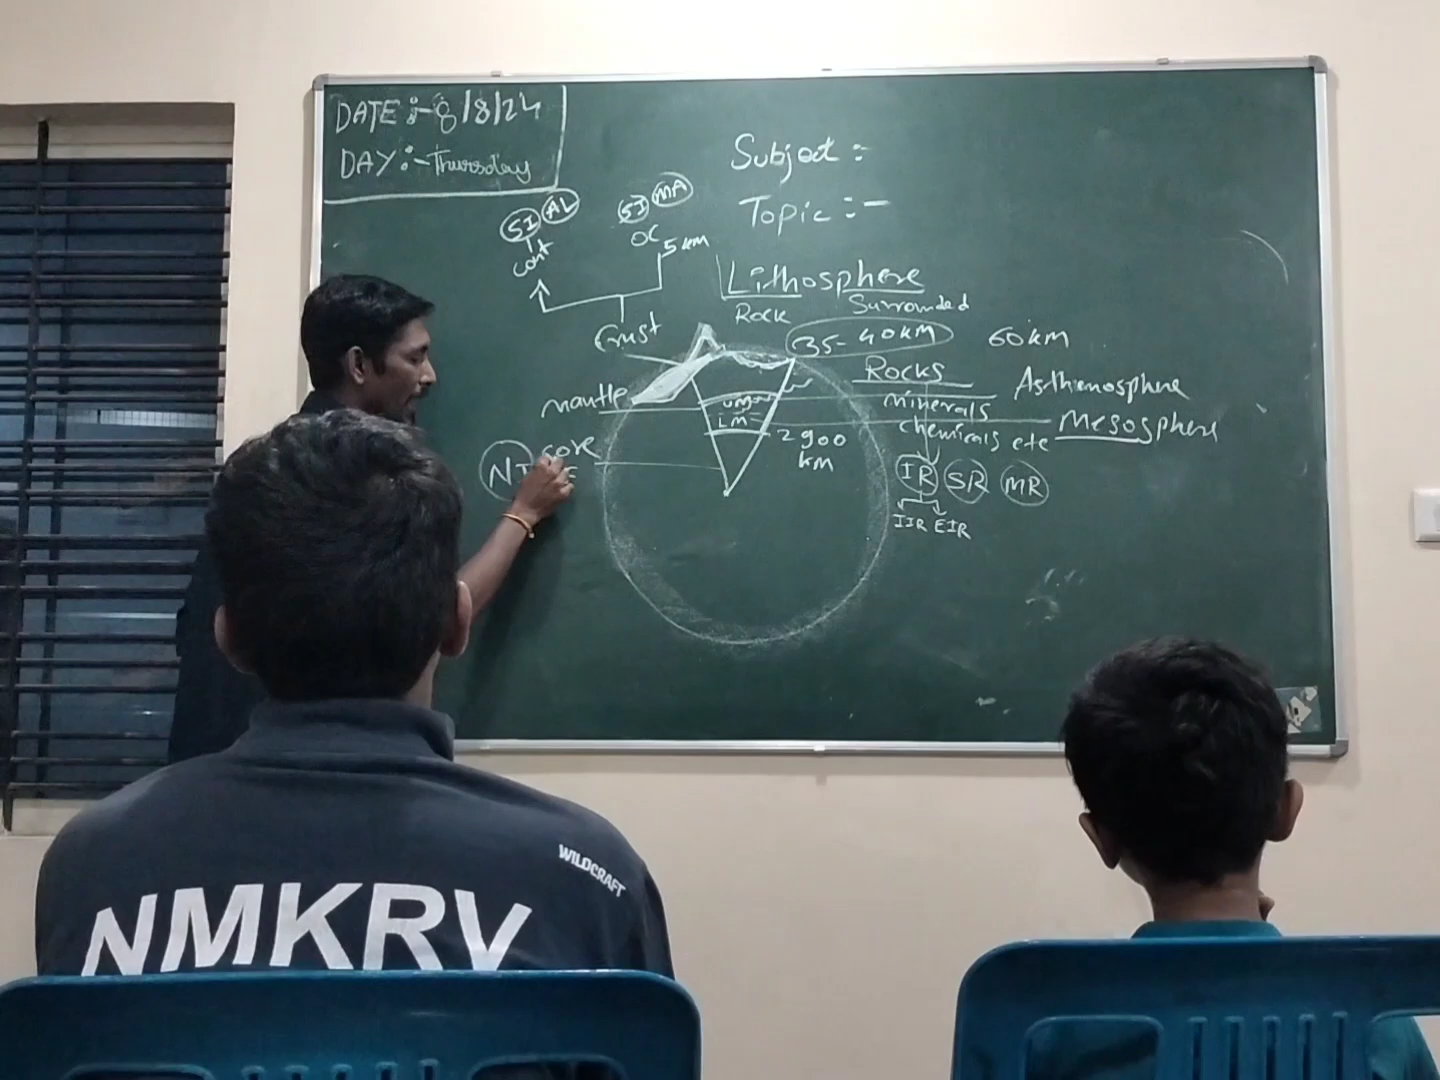 DATE :- 8/8/24
DAY :- Thursday
Subject :-
Topic :-
SI AL
SI MA
cont
OC
5 km
Lithosphere
Rock Surrounded
Crust
35-40 KM
60 KM
Rocks
Asthenosphere
mantle
um
minerals
im
Mesosphere
chemicals etc
2900
km
core
NI
IR SR MR
IIR EIR
WILDCRAFT
NMKRV